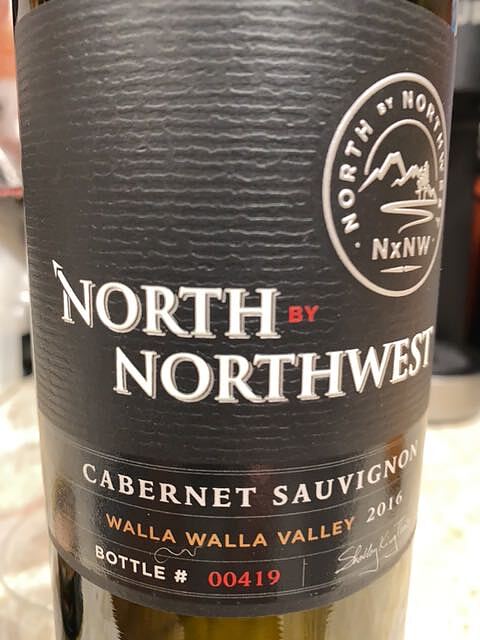 NORTH BY NORTHWEST
NxNW
NORTH BY
NORTHWEST
CABERNET SAUVIGNON
WALLA WALLA VALLEY 2016
BOTTLE # 00419